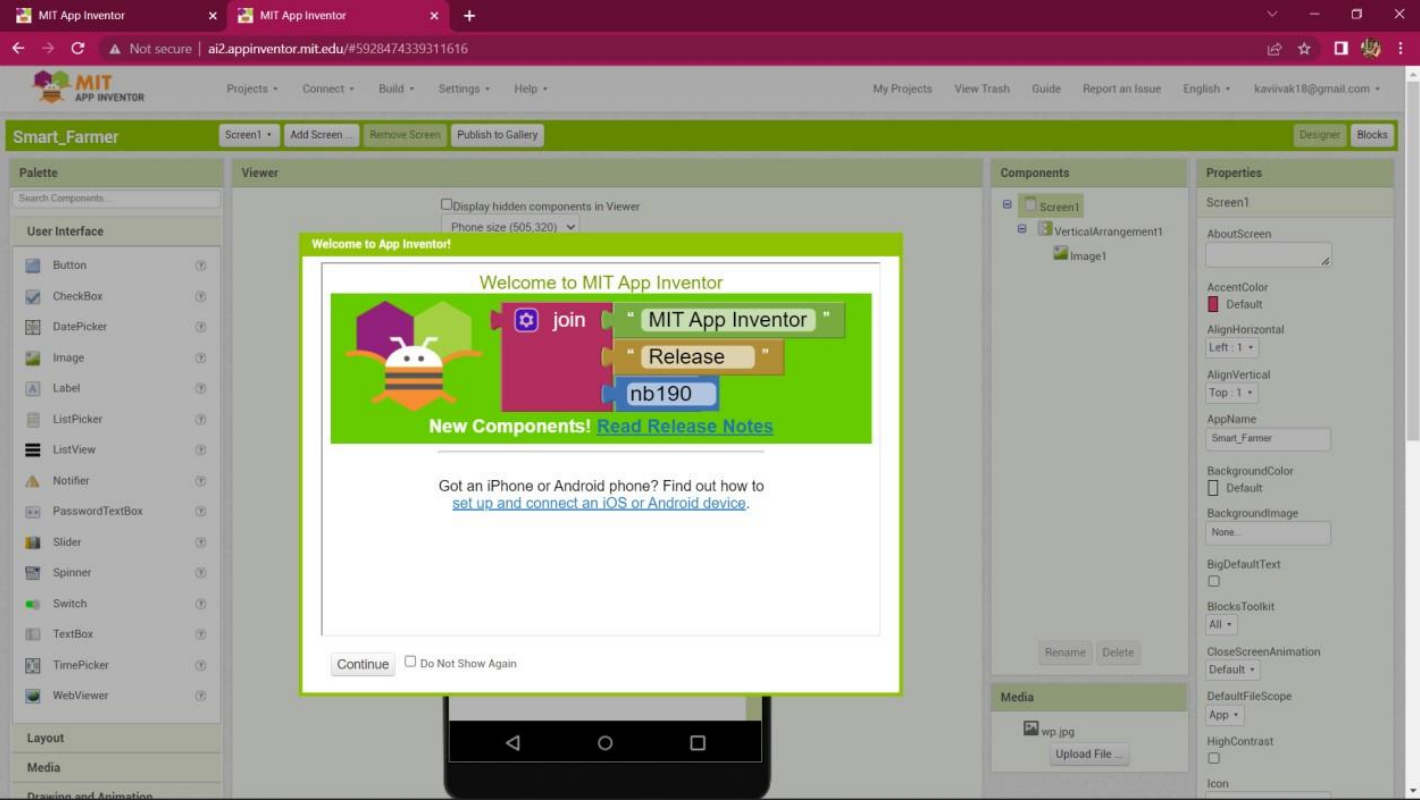 MIT App Inventor
MIT App Inventor
Not secure | ai2.appinventor.mit.edu/#5928474339311616
MIT
APP INVENTOR
Projects Connect Build Settings Help My Projects View Trash Guide Report an Issue English kaviivak18@gmail.com
Smart_Farmer Screen1 Add Screen ... Remove Screen Publish to Gallery Designer Blocks
Palette
Search Components...
User Interface
Button
CheckBox
DatePicker
Image
Label
ListPicker
ListView
Notifier
PasswordTextBox
Slider
Spinner
Switch
TextBox
TimePicker
WebViewer
Layout
Media
Drawing and Animation
Viewer
Display hidden components in Viewer
Phone size (505,320)
Welcome to App Inventor!
Welcome to MIT App Inventor
join " MIT App Inventor "
" Release "
nb190
New Components! Read Release Notes
Got an iPhone or Android phone? Find out how to
set up and connect an iOS or Android device.
Continue Do Not Show Again
Components
Screen1
VerticalArrangement1
Image1
Rename Delete
Media
wp.jpg
Upload File ...
Properties
Screen1
AboutScreen
AccentColor
Default
AlignHorizontal
Left : 1
AlignVertical
Top : 1
AppName
Smart_Farmer
BackgroundColor
Default
BackgroundImage
None...
BigDefaultText
BlocksToolkit
All
CloseScreenAnimation
Default
DefaultFileScope
App
HighContrast
Icon